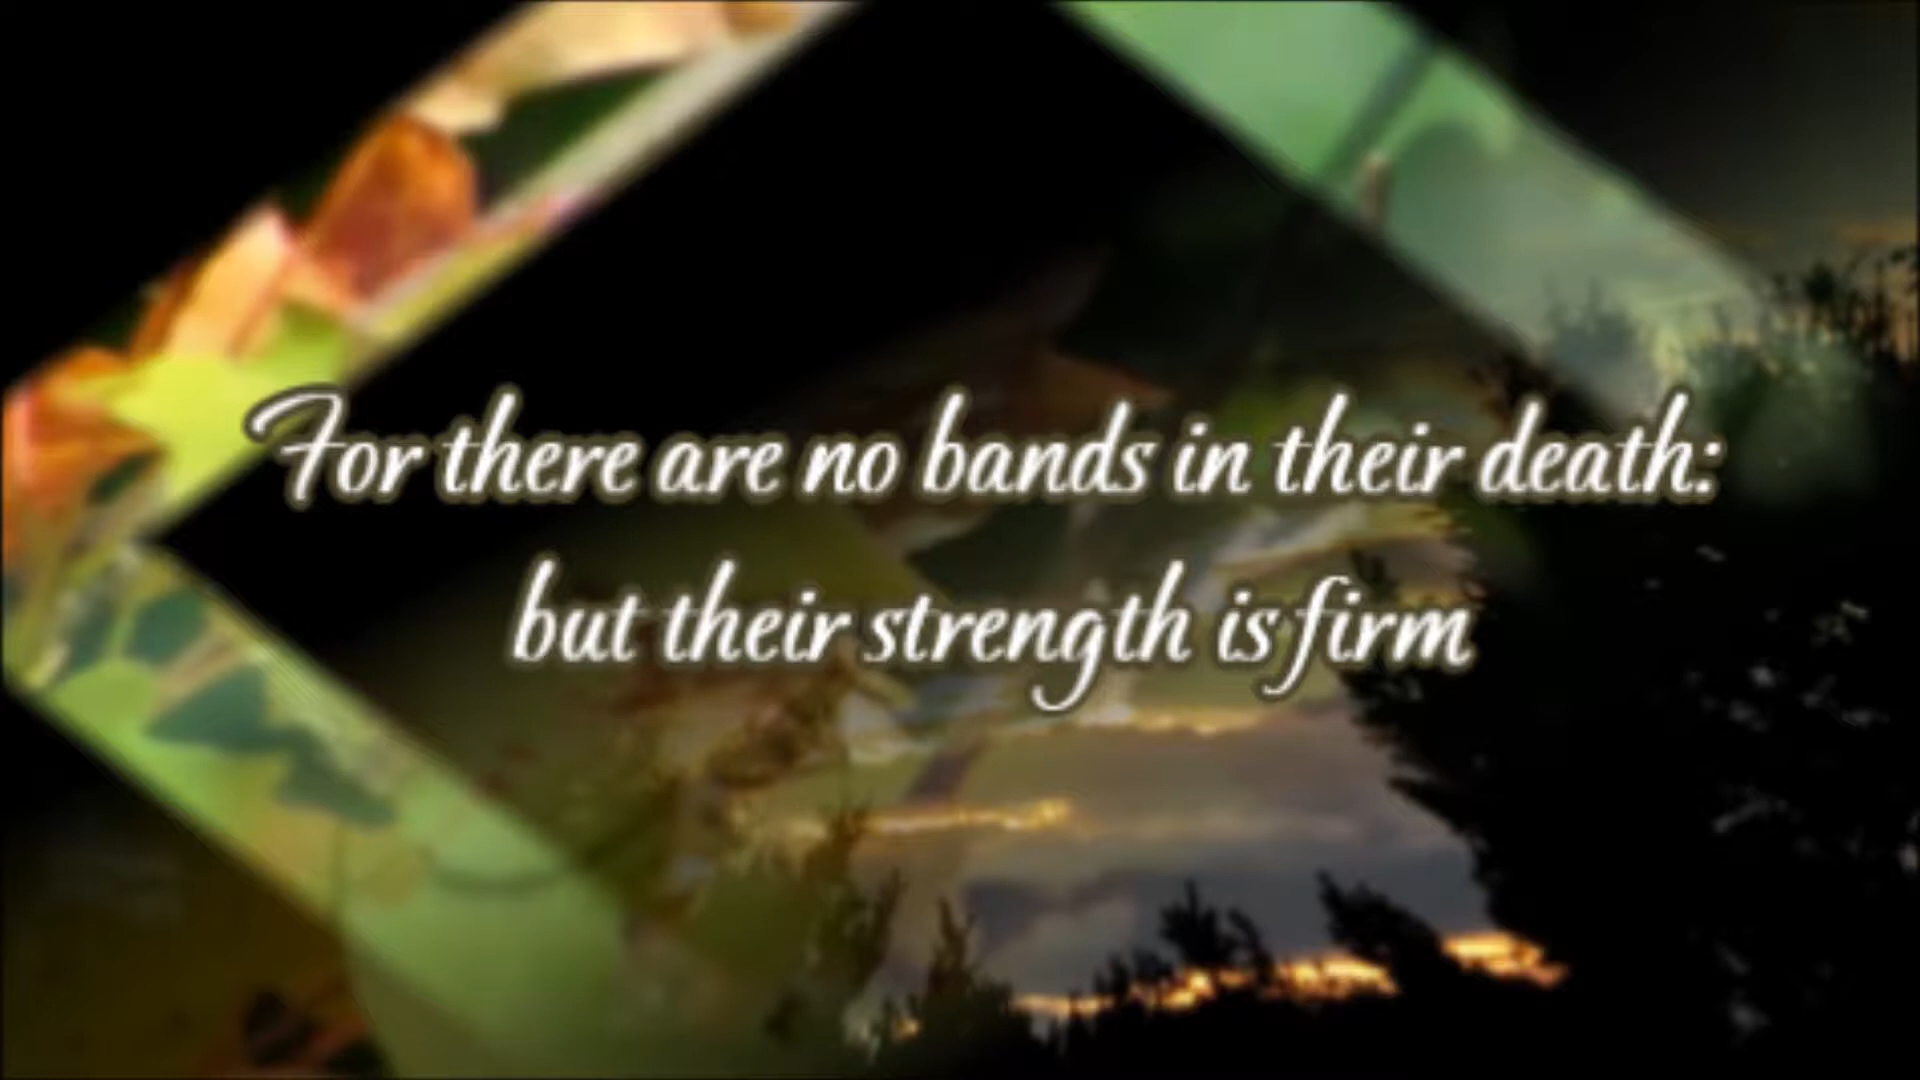 For there are no bands in their death:
but their strength is firm